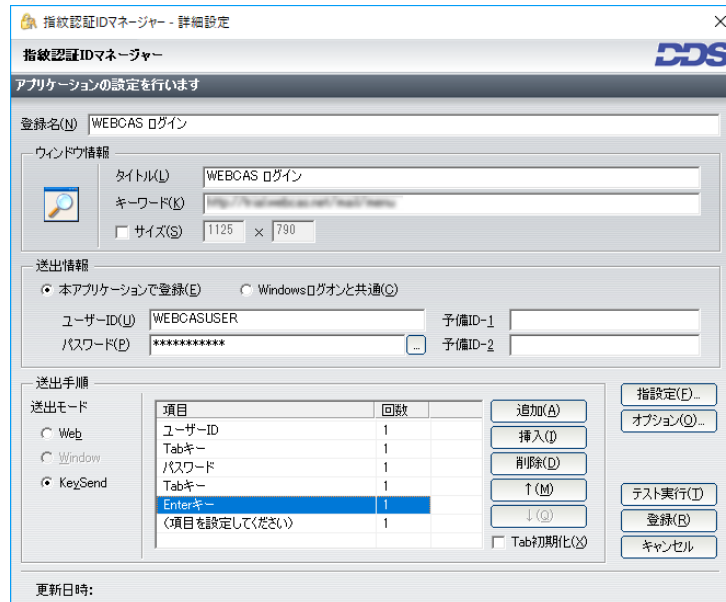 指紋認証IDマネージャー - 詳細設定
指紋認証IDマネージャー
DDS
アプリケーションの設定を行います
登録名(N) WEBCAS ログイン
ウィンドウ情報
タイトル(L) WEBCAS ログイン
キーワード(K)
サイズ(S) 1125 × 790
送出情報
本アプリケーションで登録(E) Windowsログオンと共通(C)
ユーザーID(U) WEBCASUSER 予備ID-1
パスワード(P) *********** ... 予備ID-2
送出手順
送出モード
Web
Window
KeySend
項目 回数
ユーザーID 1
Tabキー 1
パスワード 1
Tabキー 1
Enterキー 1
(項目を設定してください) 1
追加(A)
挿入(I)
削除(D)
↑(M)
↓(Q)
Tab初期化(X)
指設定(F)...
オプション(O)...
テスト実行(T)
登録(R)
キャンセル
更新日時: